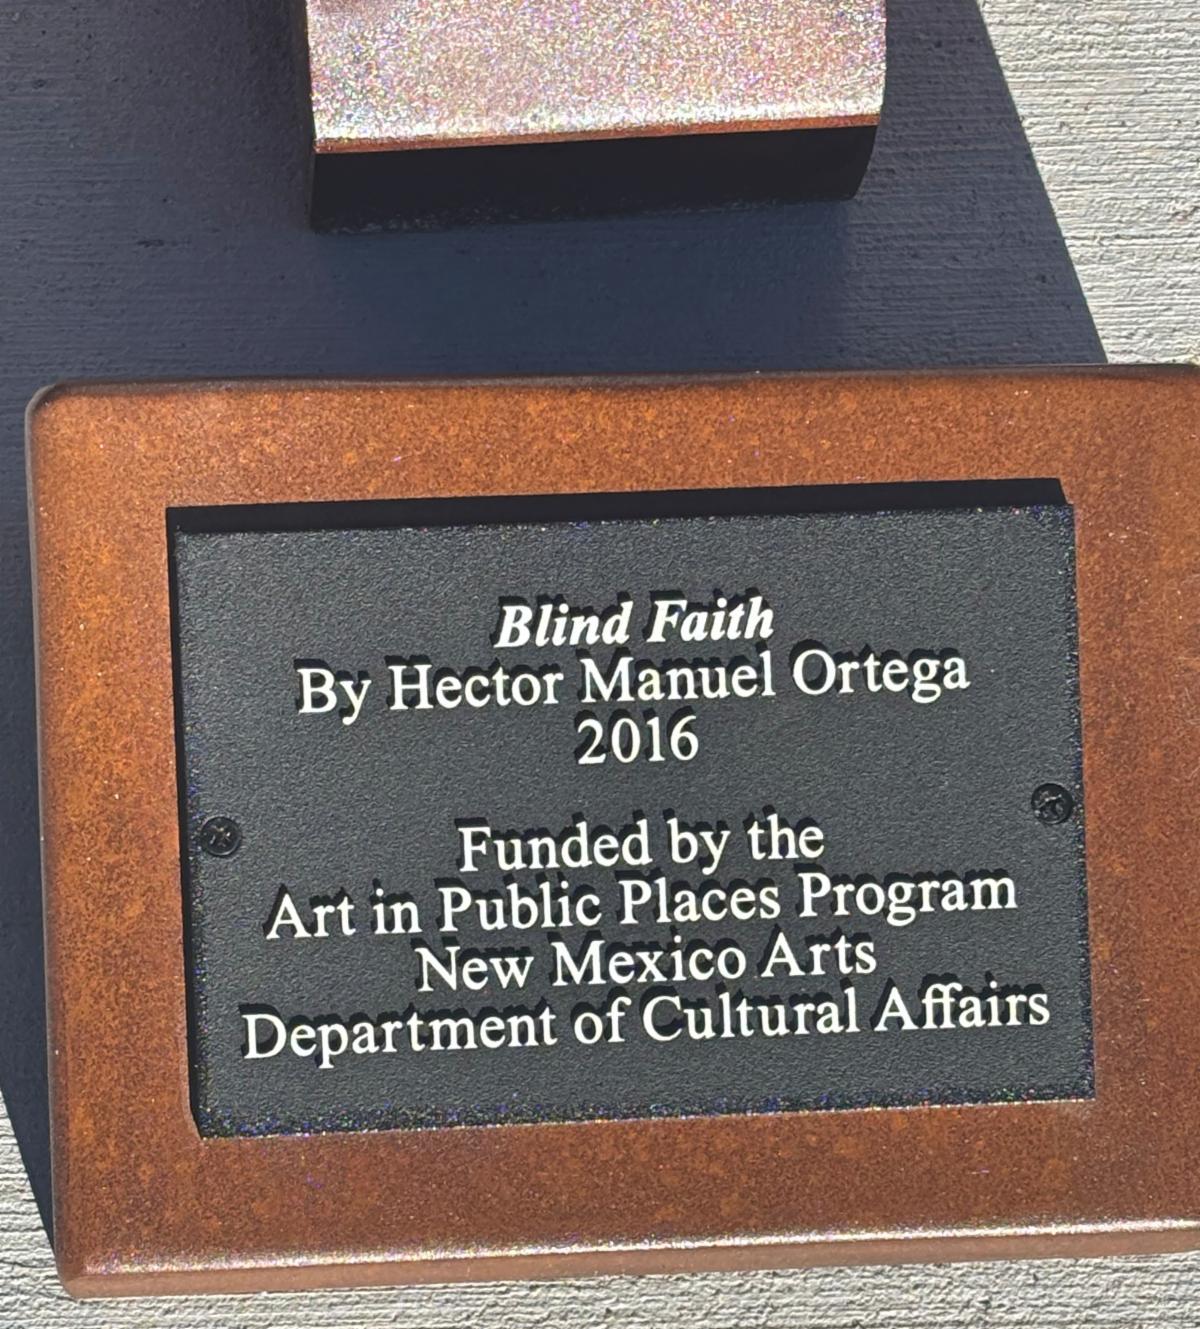 Blind Faith
By Hector Manuel Ortega
2016
Funded by the
Art in Public Places Program
New Mexico Arts
Department of Cultural Affairs